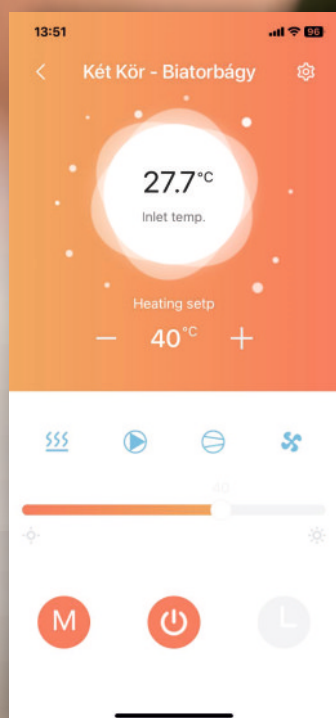 13:51
96
Két Kör - Biatorbágy
27.7°C
Inlet temp.
Heating setp
40°C
40
M